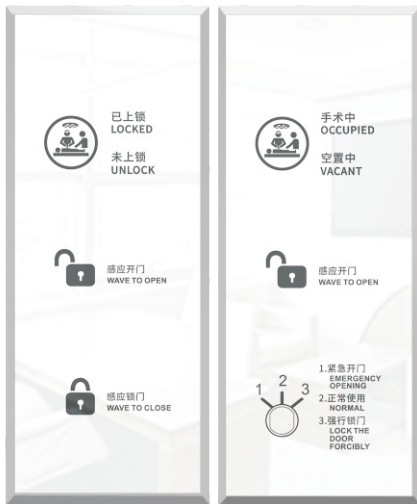 已上锁
LOCKED
未上锁
UNLOCK
感应开门
WAVE TO OPEN
感应锁门
WAVE TO CLOSE
手术中
OCCUPIED
空置中
VACANT
感应开门
WAVE TO OPEN
1 2 3
1.紧急开门
EMERGENCY
OPENING
2.正常使用
NORMAL
3.强行锁门
LOCK THE
DOOR
FORCIBLY